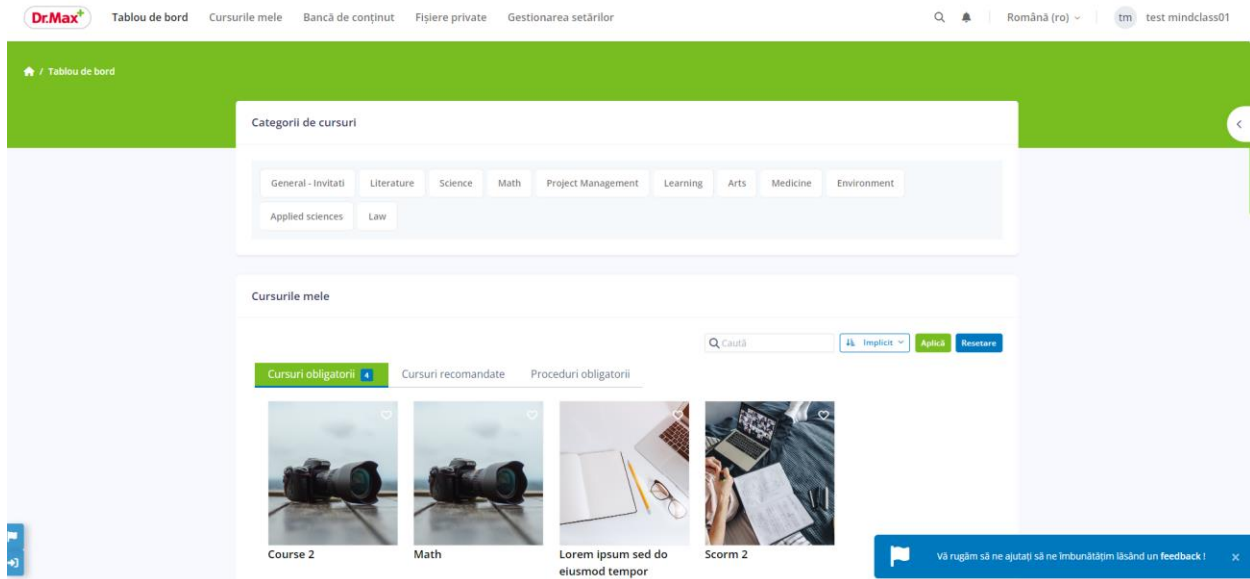 Dr.Max+ Tablou de bord Cursurile mele Bancă de conținut Fișiere private Gestionarea setărilor Română (ro) tm test mindclass01
/ Tablou de bord
Categorii de cursuri
General - Invitati Literature Science Math Project Management Learning Arts Medicine Environment
Applied sciences Law
Cursurile mele
Caută Implicit Aplică Resetare
Cursuri obligatorii 4 Cursuri recomandate Proceduri obligatorii
Course 2 Math Lorem ipsum sed do Scorm 2
eiusmod tempor
Vă rugăm să ne ajutați să ne îmbunătățim lăsând un feedback ! x